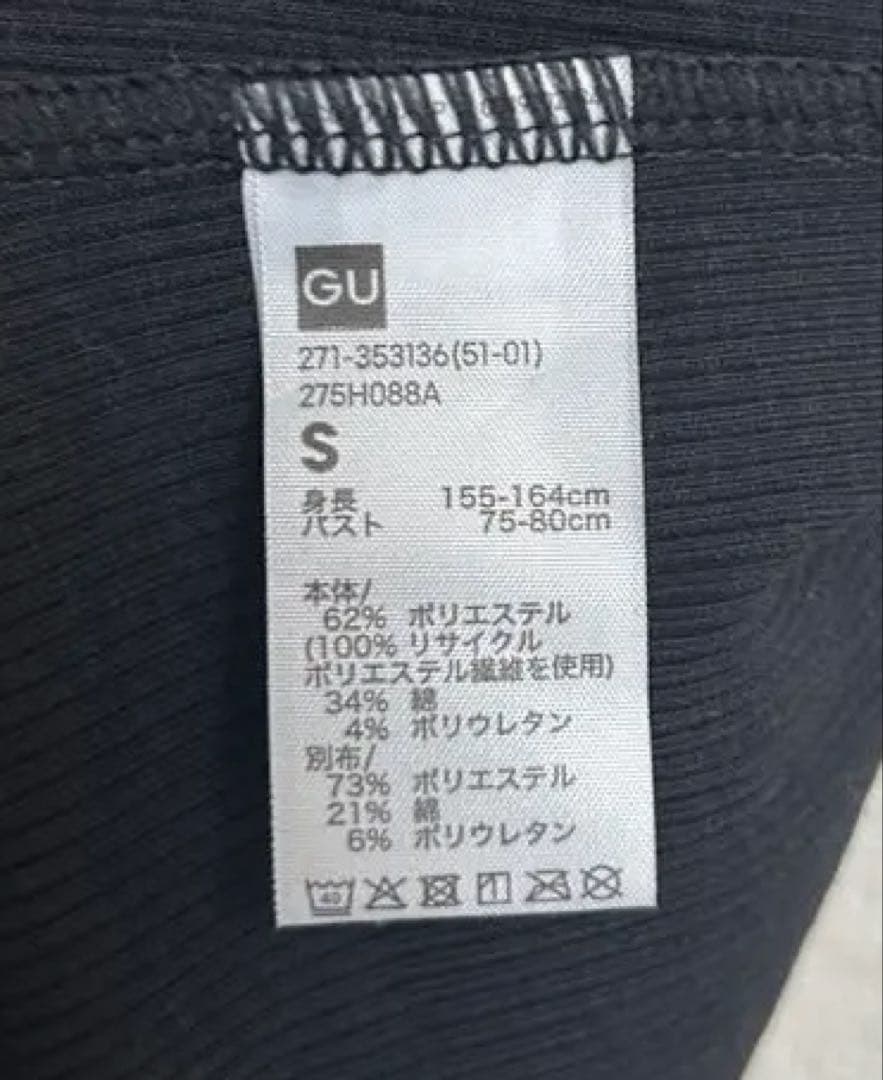 GU
271-353136(51-01)
275H088A
S
身長 155-164cm
バスト 75-80cm
本体/
62% ポリエステル
(100% リサイクル
ポリエステル繊維を使用)
34% 綿
4% ポリウレタン
別布/
73% ポリエステル
21% 綿
6% ポリウレタン
40